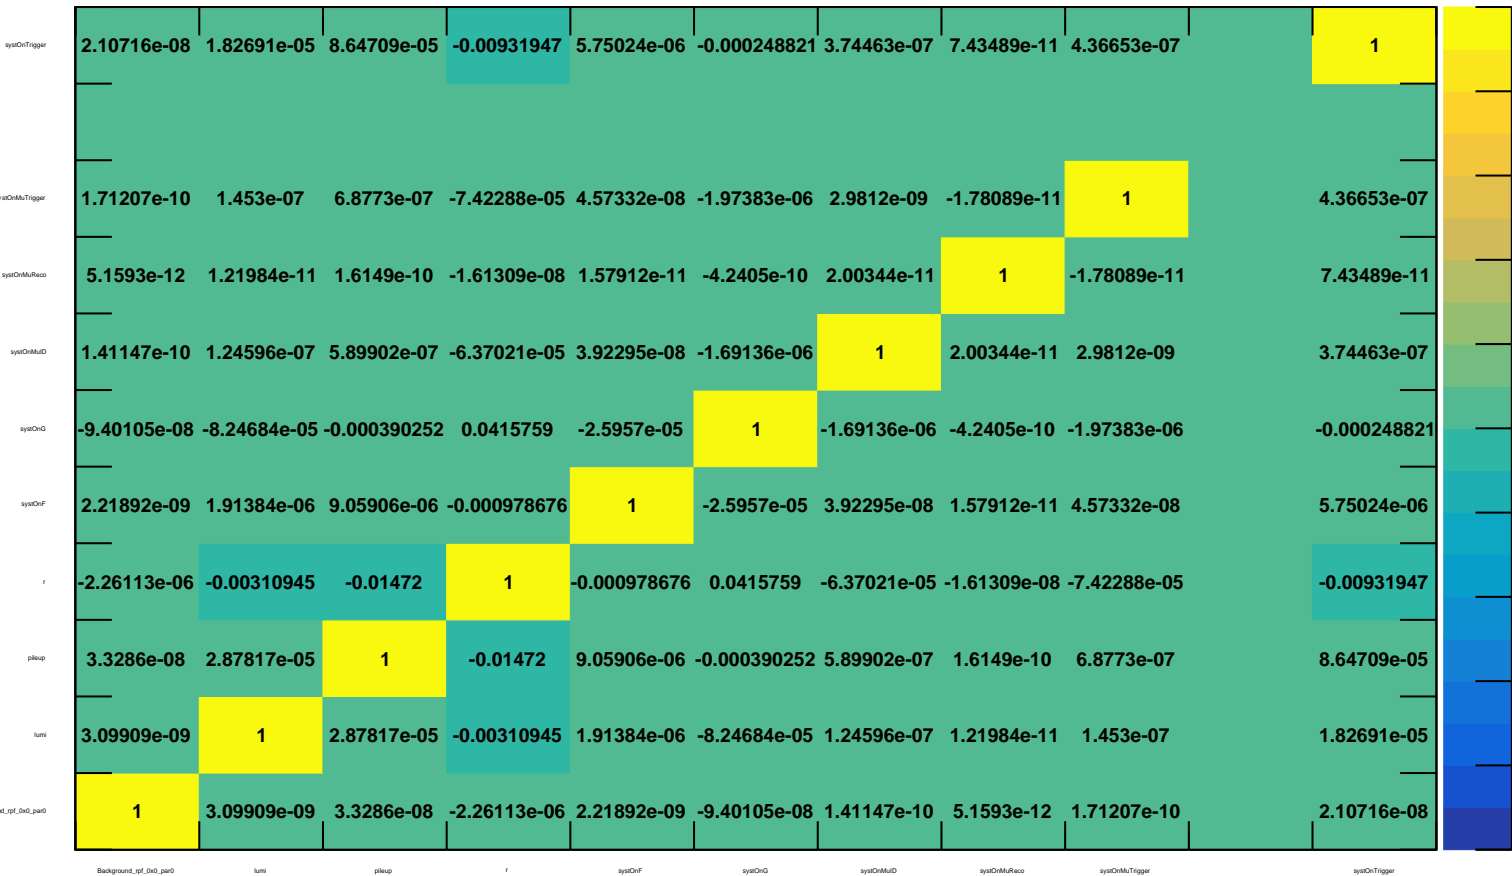 systOnTrigger 2.10716e-08 1.82691e-05 8.64709e-05 -0.00931947 5.75024e-06 -0.000248821 3.74463e-07 7.43489e-11 4.36653e-07 1
ystOnMuTrigger 1.71207e-10 1.453e-07 6.8773e-07 -7.42288e-05 4.57332e-08 -1.97383e-06 2.9812e-09 -1.78089e-11 1 4.36653e-07
systOnMuReco 5.1593e-12 1.21984e-11 1.6149e-10 -1.61309e-08 1.57912e-11 -4.2405e-10 2.00344e-11 1 -1.78089e-11 7.43489e-11
systOnMuID 1.41147e-10 1.24596e-07 5.89902e-07 -6.37021e-05 3.92295e-08 -1.69136e-06 1 2.00344e-11 2.9812e-09 3.74463e-07
systOnG -9.40105e-08 -8.24684e-05 -0.000390252 0.0415759 -2.5957e-05 1 -1.69136e-06 -4.2405e-10 -1.97383e-06 -0.000248821
systOnF 2.21892e-09 1.91384e-06 9.05906e-06 -0.000978676 1 -2.5957e-05 3.92295e-08 1.57912e-11 4.57332e-08 5.75024e-06
r -2.26113e-06 -0.00310945 -0.01472 1 -0.000978676 0.0415759 -6.37021e-05 -1.61309e-08 -7.42288e-05 -0.00931947
pileup 3.3286e-08 2.87817e-05 1 -0.01472 9.05906e-06 -0.000390252 5.89902e-07 1.6149e-10 6.8773e-07 8.64709e-05
lumi 3.09909e-09 1 2.87817e-05 -0.00310945 1.91384e-06 -8.24684e-05 1.24596e-07 1.21984e-11 1.453e-07 1.82691e-05
d_rpf_0x0_par0 1 3.09909e-09 3.3286e-08 -2.26113e-06 2.21892e-09 -9.40105e-08 1.41147e-10 5.1593e-12 1.71207e-10 2.10716e-08
Background_rpf_0x0_par0 lumi pileup r systOnF systOnG systOnMuID systOnMuReco systOnMuTrigger systOnTrigger